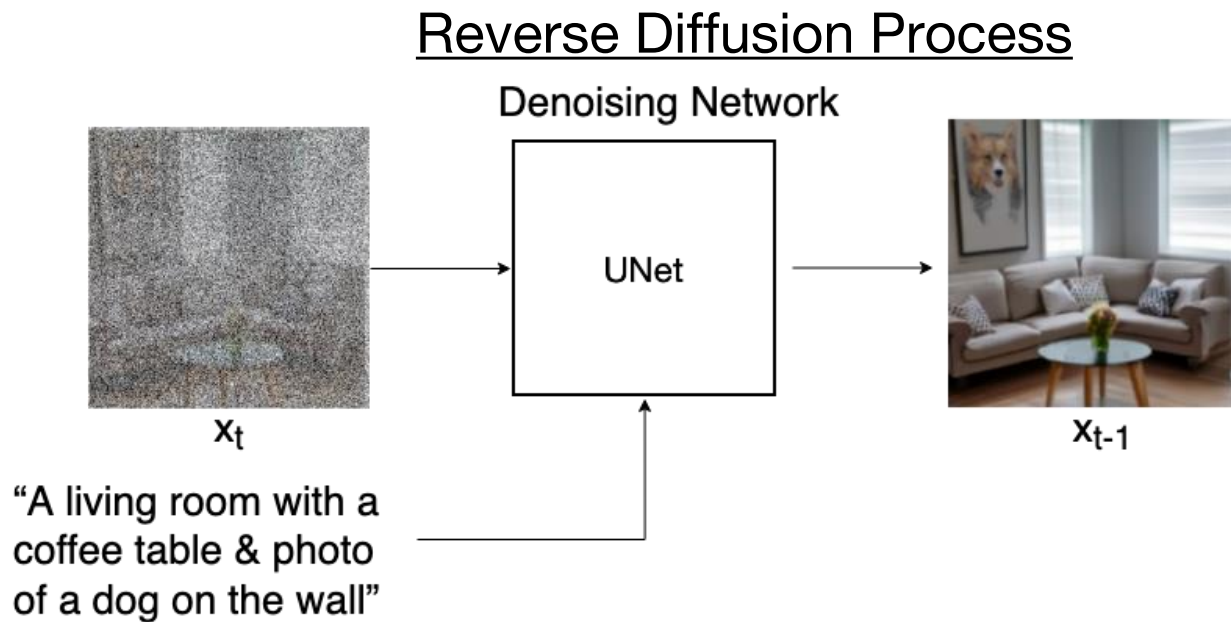 Reverse Diffusion Process
Denoising Network
UNet
xt
xt-1
“A living room with a
coffee table & photo
of a dog on the wall”